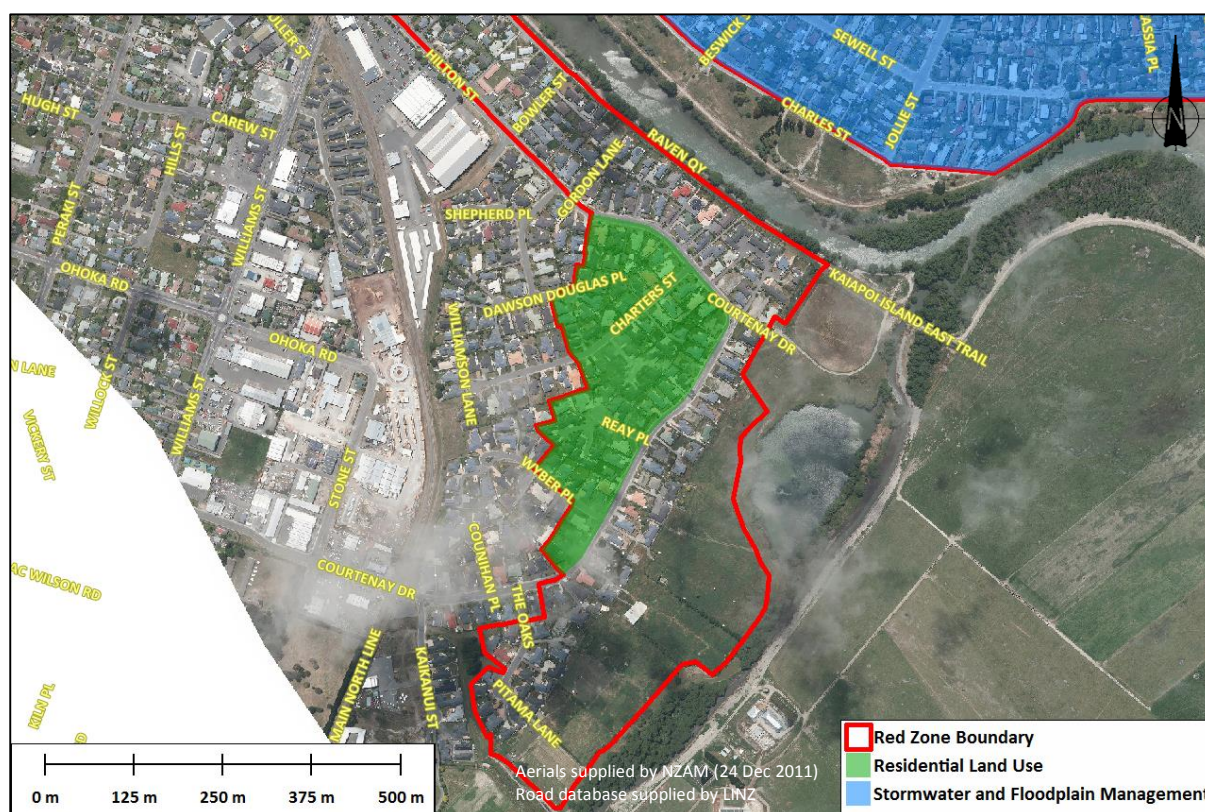 ULLER ST
BESWICK S
SEWELL ST
ASSIA PL
HILTON ST
BOWLER ST
HUGH ST
CAREW ST
HILLS ST
CHARLES ST
JOLLIE ST
N
RAVEN QY
GORDON LANE
SHEPHERD PL
PERAKI ST
WILLIAMS ST
OHOKA RD
DAWSON DOUGLAS PL
CHARTERS ST
COURTENAY DR
KAIAPOI ISLAND EAST TRAIL
OHOKA RD
WILLIAMSON LANE
N LANE
WILLOCK ST
WILLIAMS ST
VICKERY ST
REAY PL
STONE ST
WYBER PL
COUNIHAN PL
COURTENAY DR
AC WILSON RD
THE OAKS
MAIN NORTH LINE
KAIKANUI ST
PITAMA LANE
KILN PL
D
Red Zone Boundary
Residential Land Use
Stormwater and Floodplain Management
0 m 125 m 250 m 375 m 500 m
Aerials supplied by NZAM (24 Dec 2011)
Road database supplied by LINZ